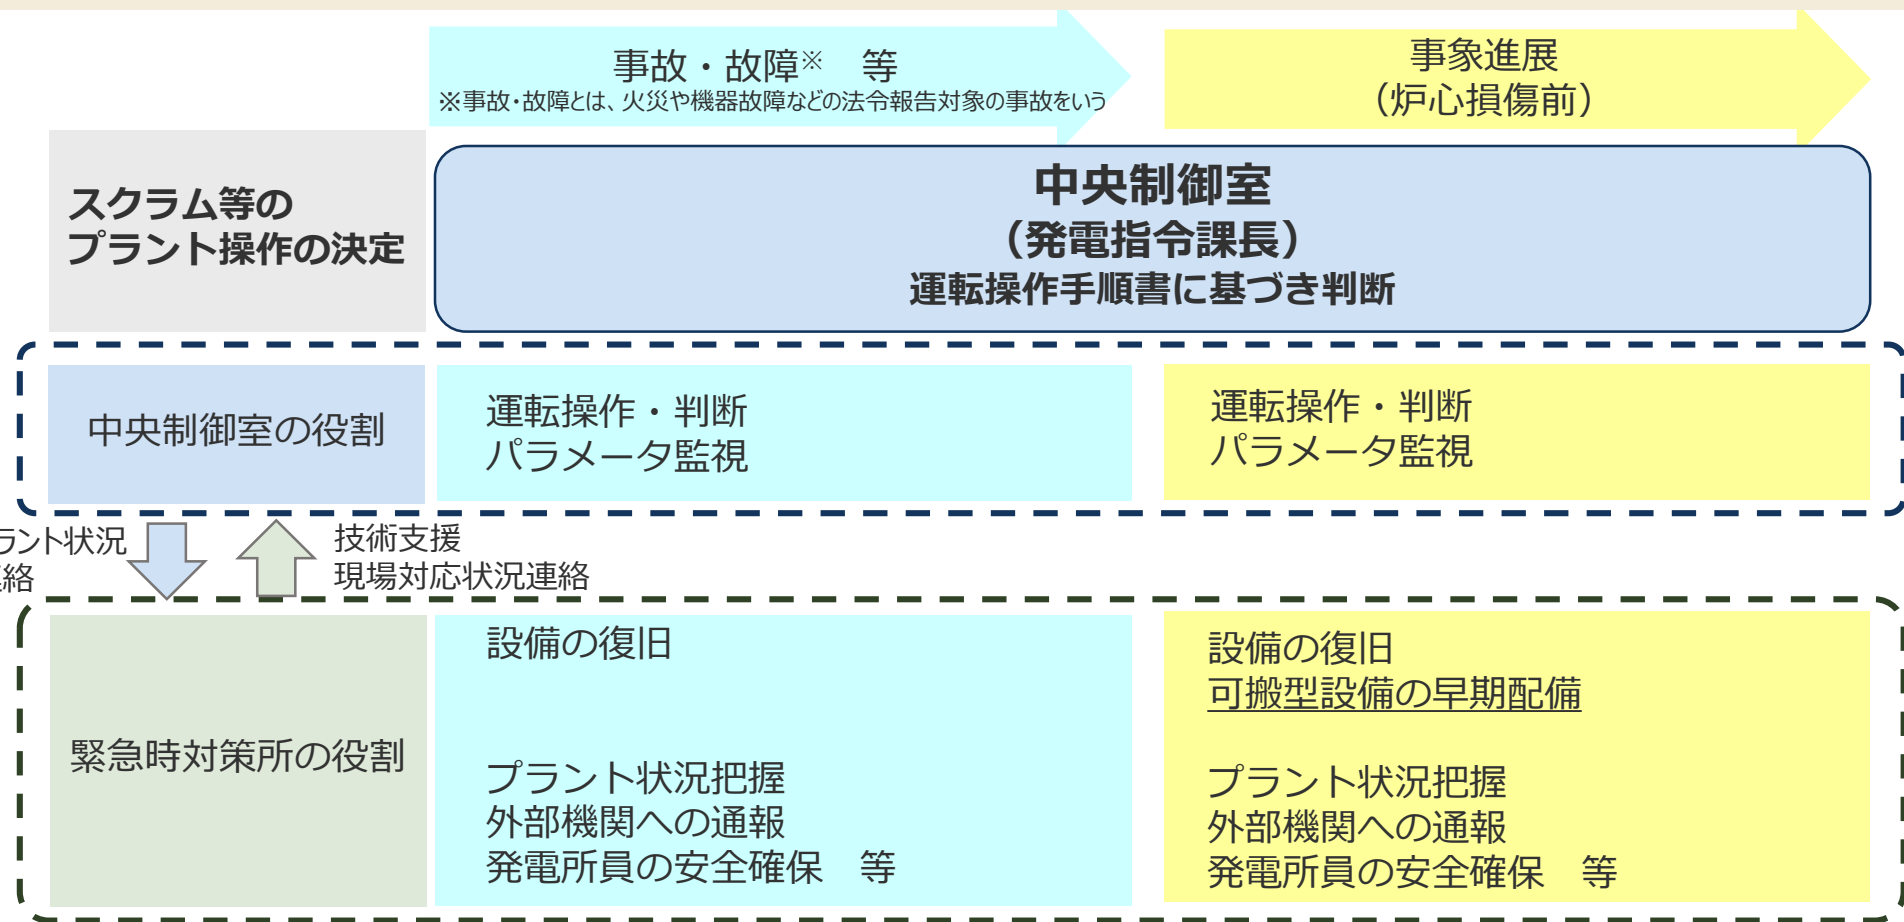 事故・故障※　等
※事故・故障とは、火災や機器故障などの法令報告対象の事故をいう
事象進展
（炉心損傷前）
スクラム等の
プラント操作の決定
中央制御室
（発電指令課長）
運転操作手順書に基づき判断
中央制御室の役割
運転操作・判断
パラメータ監視
運転操作・判断
パラメータ監視
ラント状況
絡
技術支援
現場対応状況連絡
緊急時対策所の役割
設備の復旧
プラント状況把握
外部機関への通報
発電所員の安全確保　等
設備の復旧
可搬型設備の早期配備
プラント状況把握
外部機関への通報
発電所員の安全確保　等